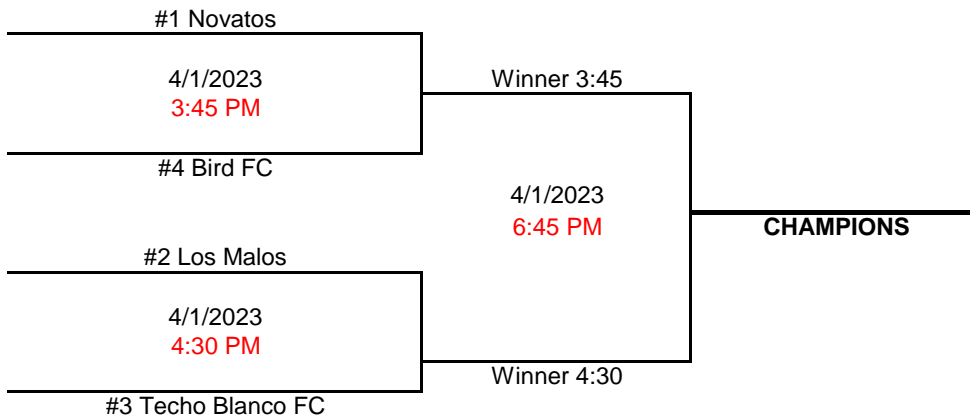 #1 Novatos
4/1/2023
3:45 PM
#4 Bird FC
Winner 3:45
4/1/2023
6:45 PM
CHAMPIONS
#2 Los Malos
4/1/2023
4:30 PM
#3 Techo Blanco FC
Winner 4:30